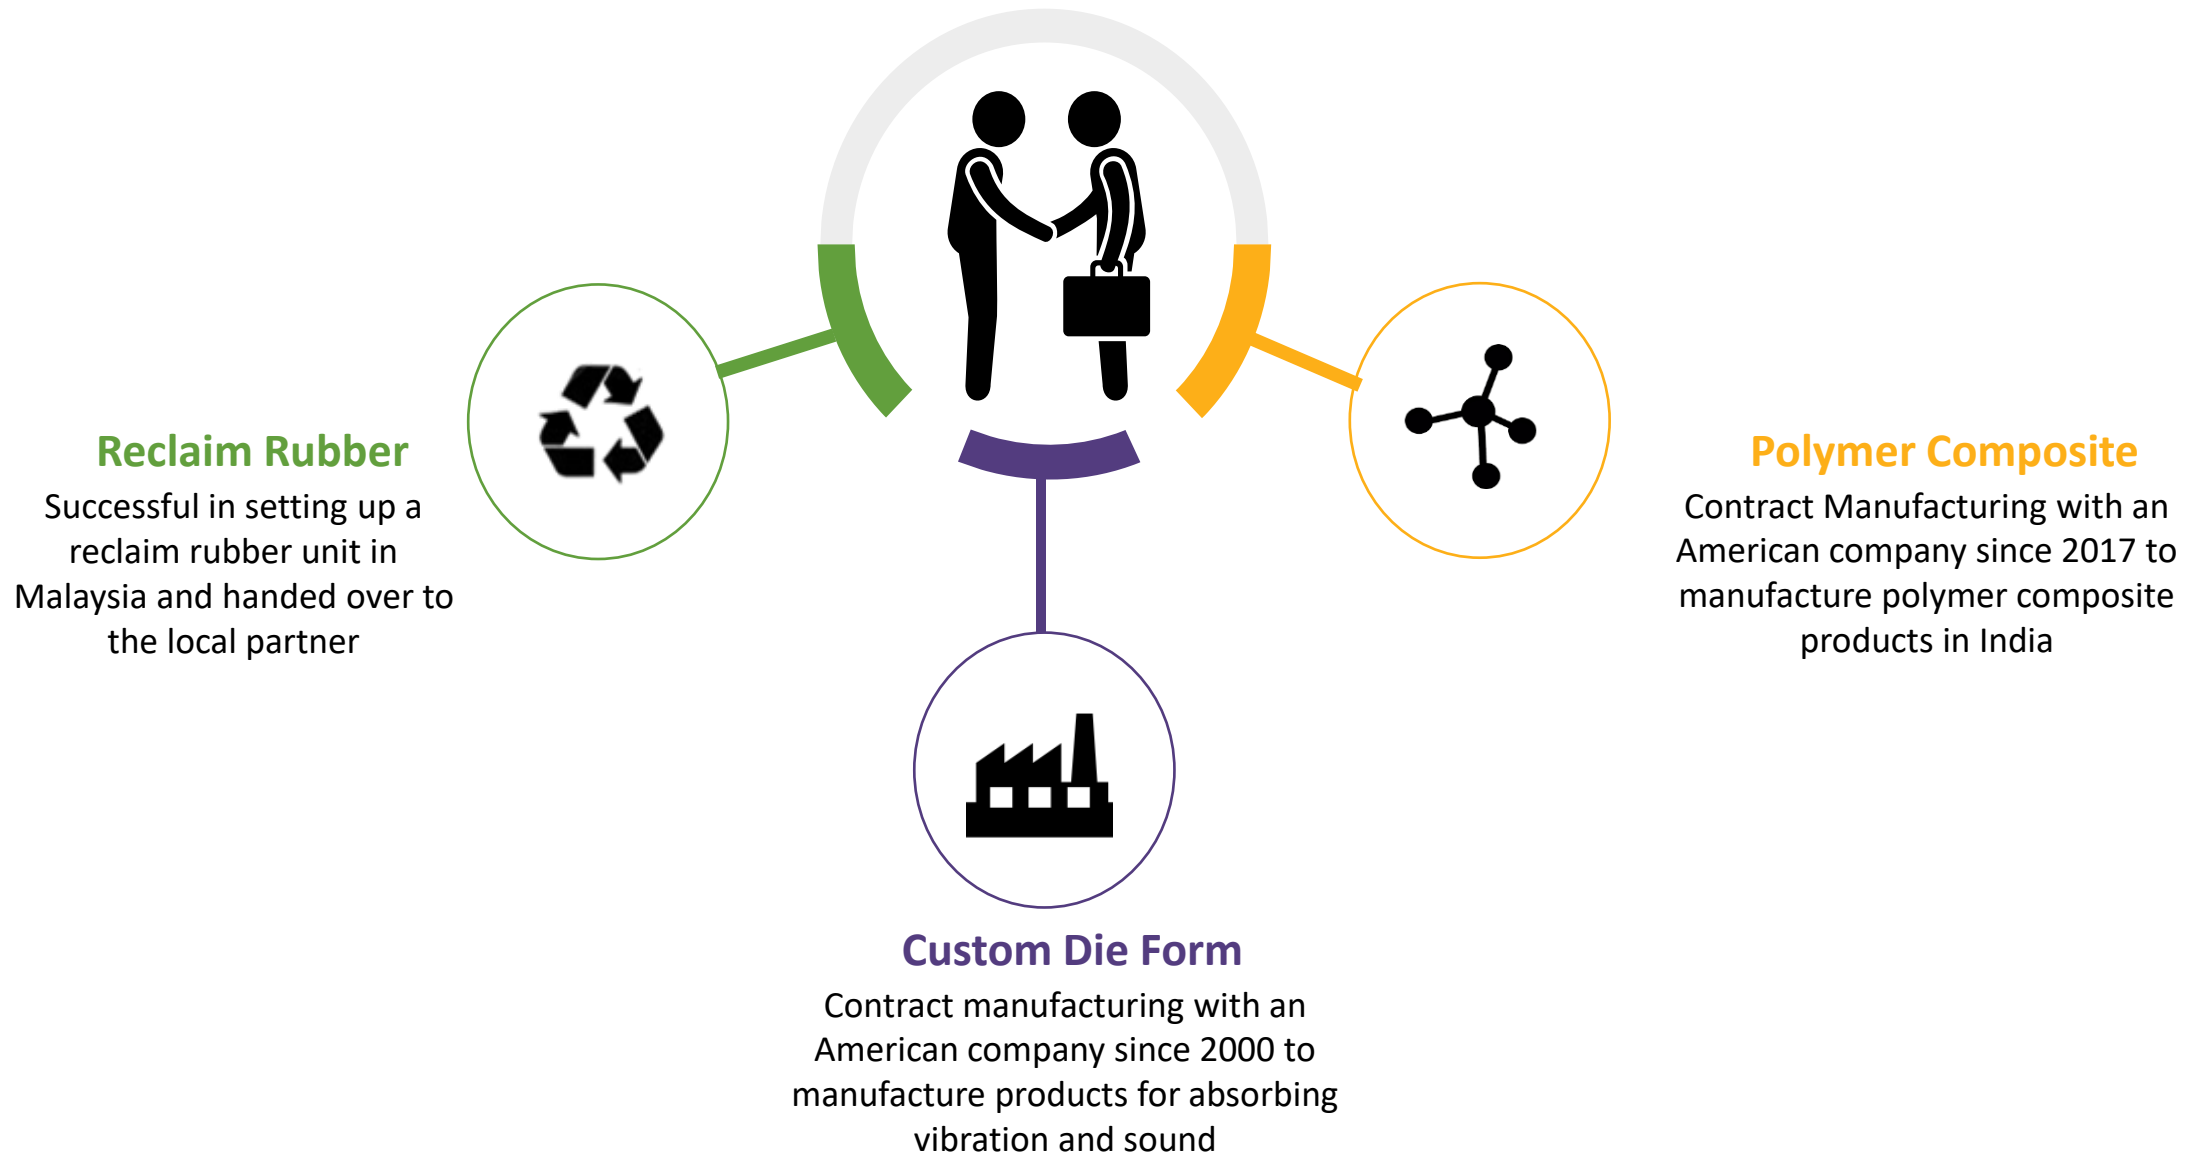 Reclaim Rubber
Successful in setting up a
reclaim rubber unit in
Malaysia and handed over to
the local partner
Custom Die Form
Contract manufacturing with an
American company since 2000 to
manufacture products for absorbing
vibration and sound
Polymer Composite
Contract Manufacturing with an
American company since 2017 to
manufacture polymer composite
products in India